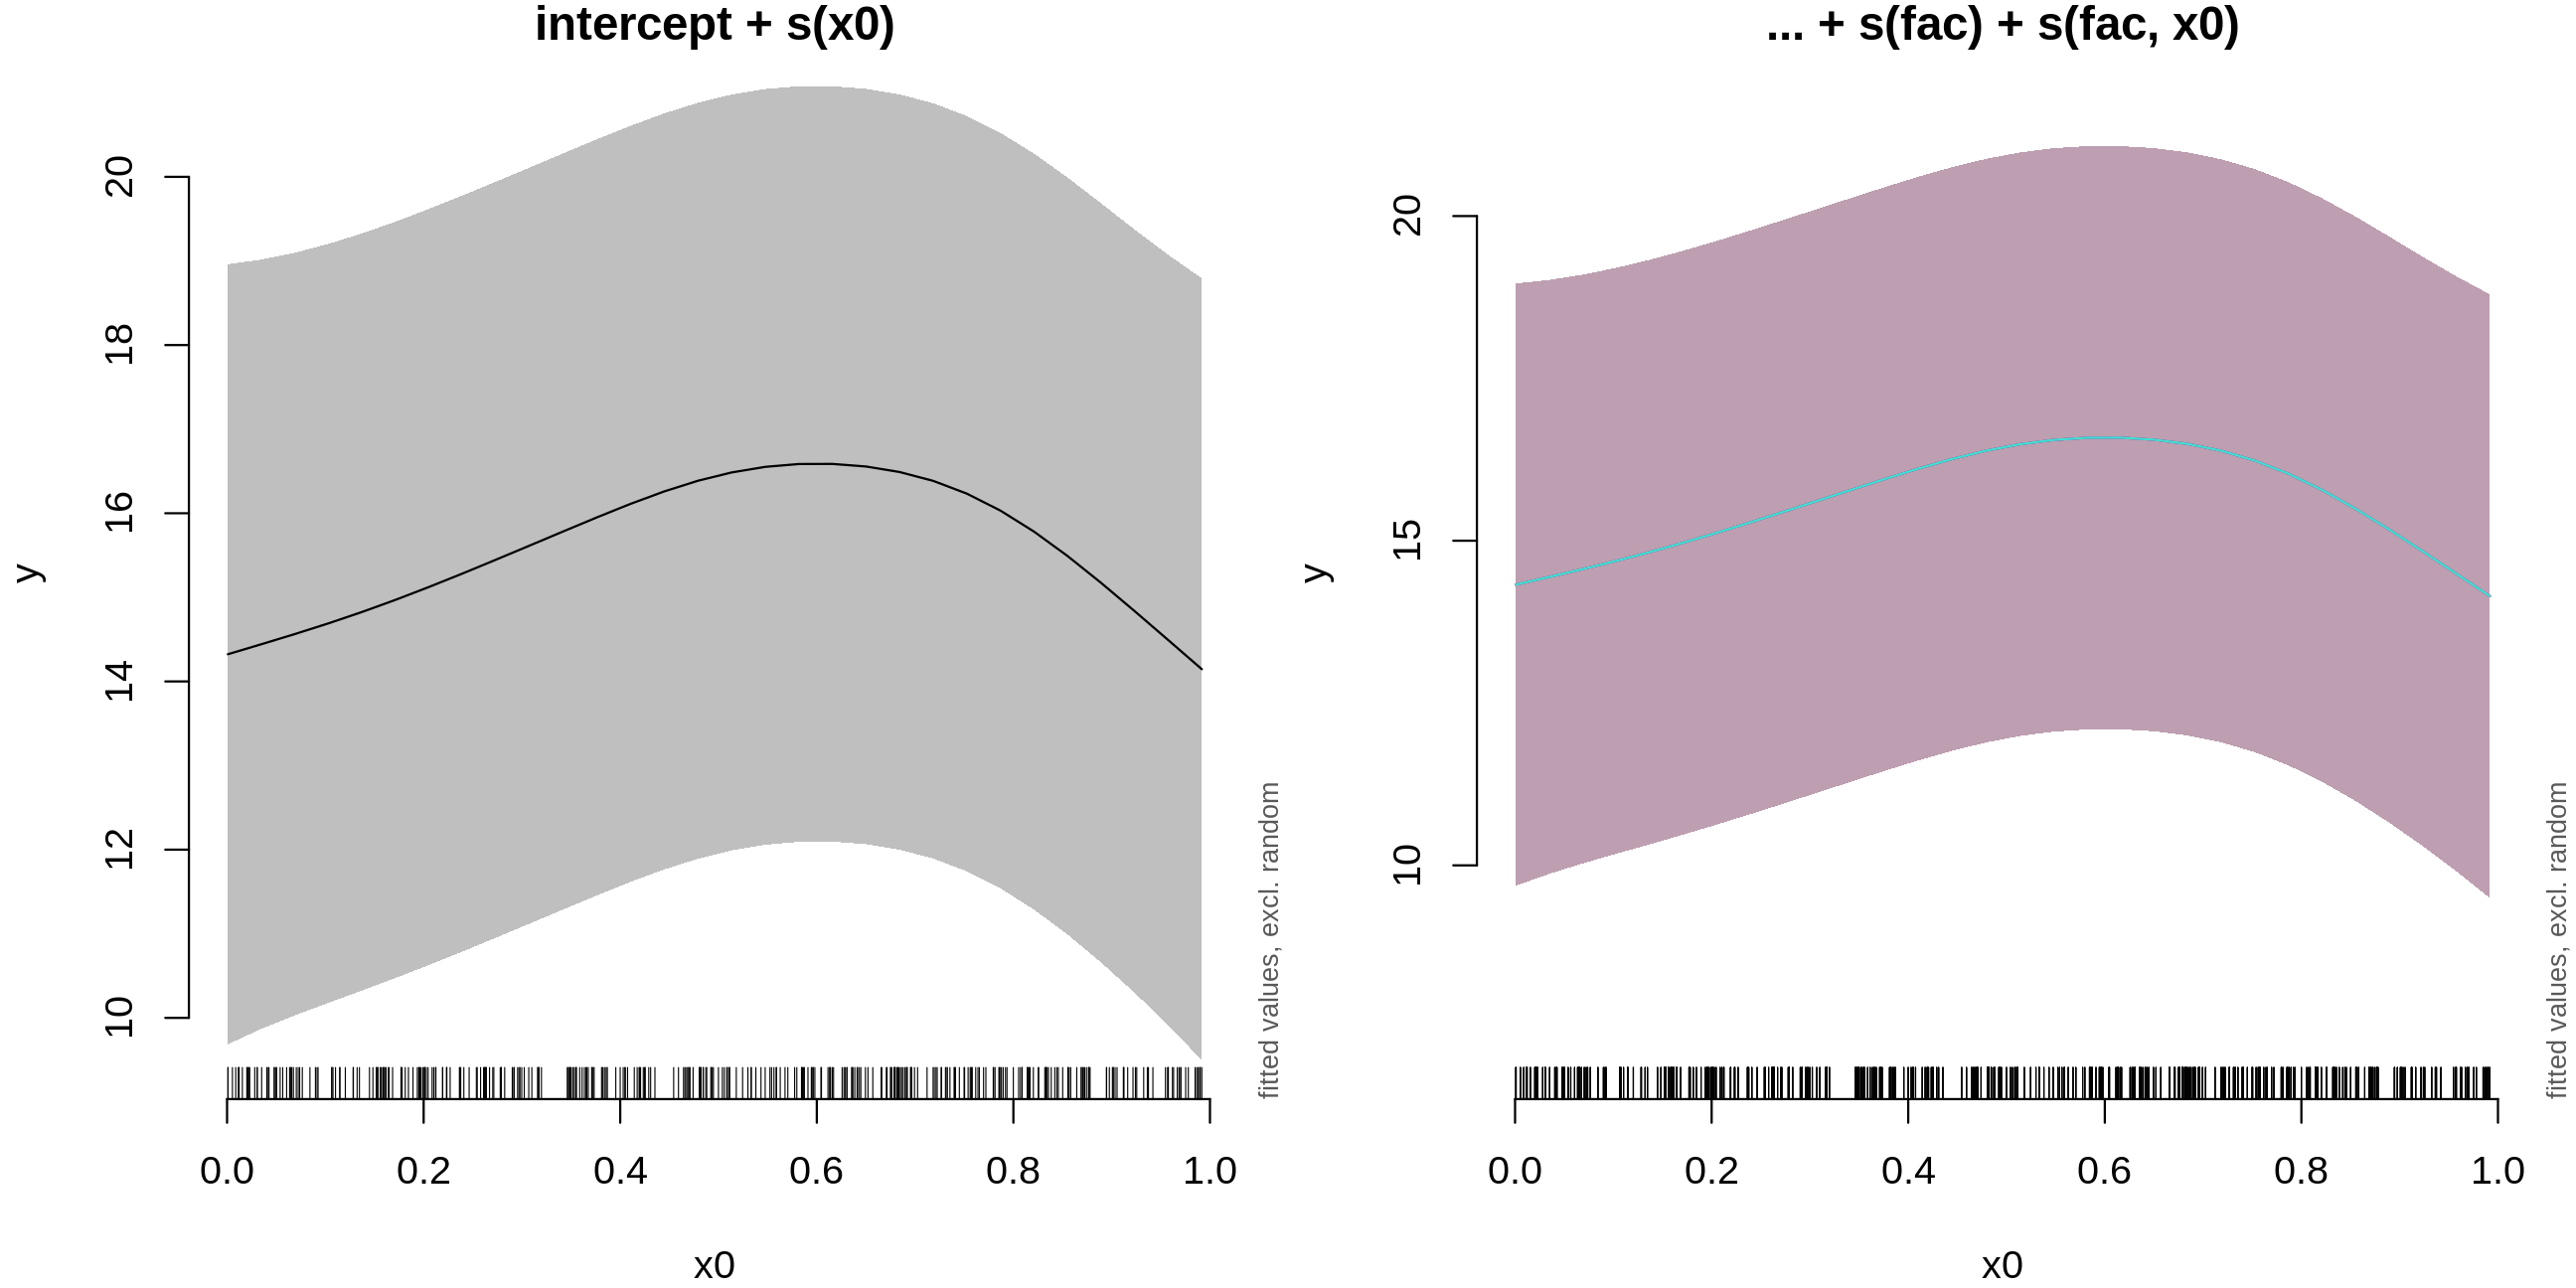 intercept + s(x0)
y
20
18
16
14
12
10
0.0 0.2 0.4 0.6 0.8 1.0
x0
fitted values, excl. random
... + s(fac) + s(fac, x0)
y
20
15
10
0.0 0.2 0.4 0.6 0.8 1.0
x0
fitted values, excl. random